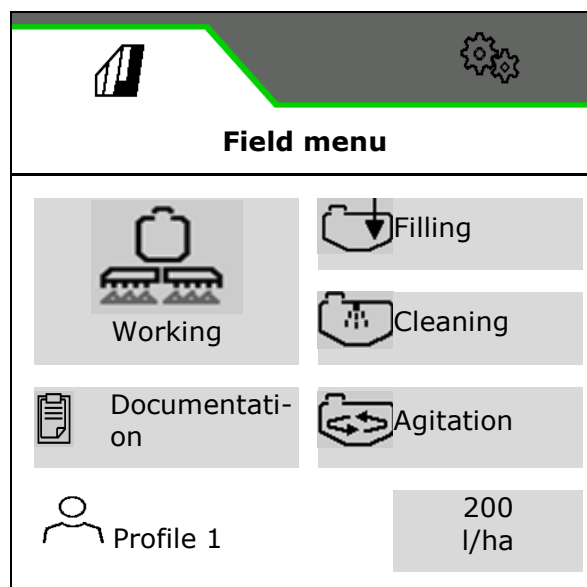 Field menu
Working
Filling
Cleaning
Documentati-
on
Agitation
Profile 1
200
l/ha